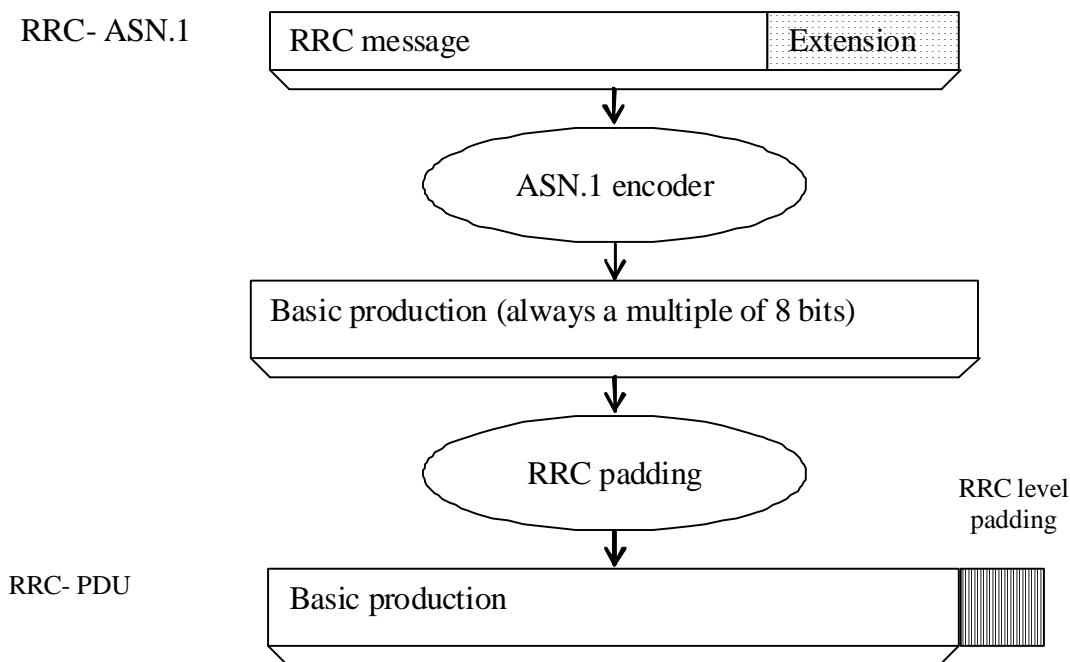 RRC- ASN.1
RRC message
Extension
ASN.1 encoder
Basic production (always a multiple of 8 bits)
RRC padding
RRC level
padding
RRC- PDU
Basic production